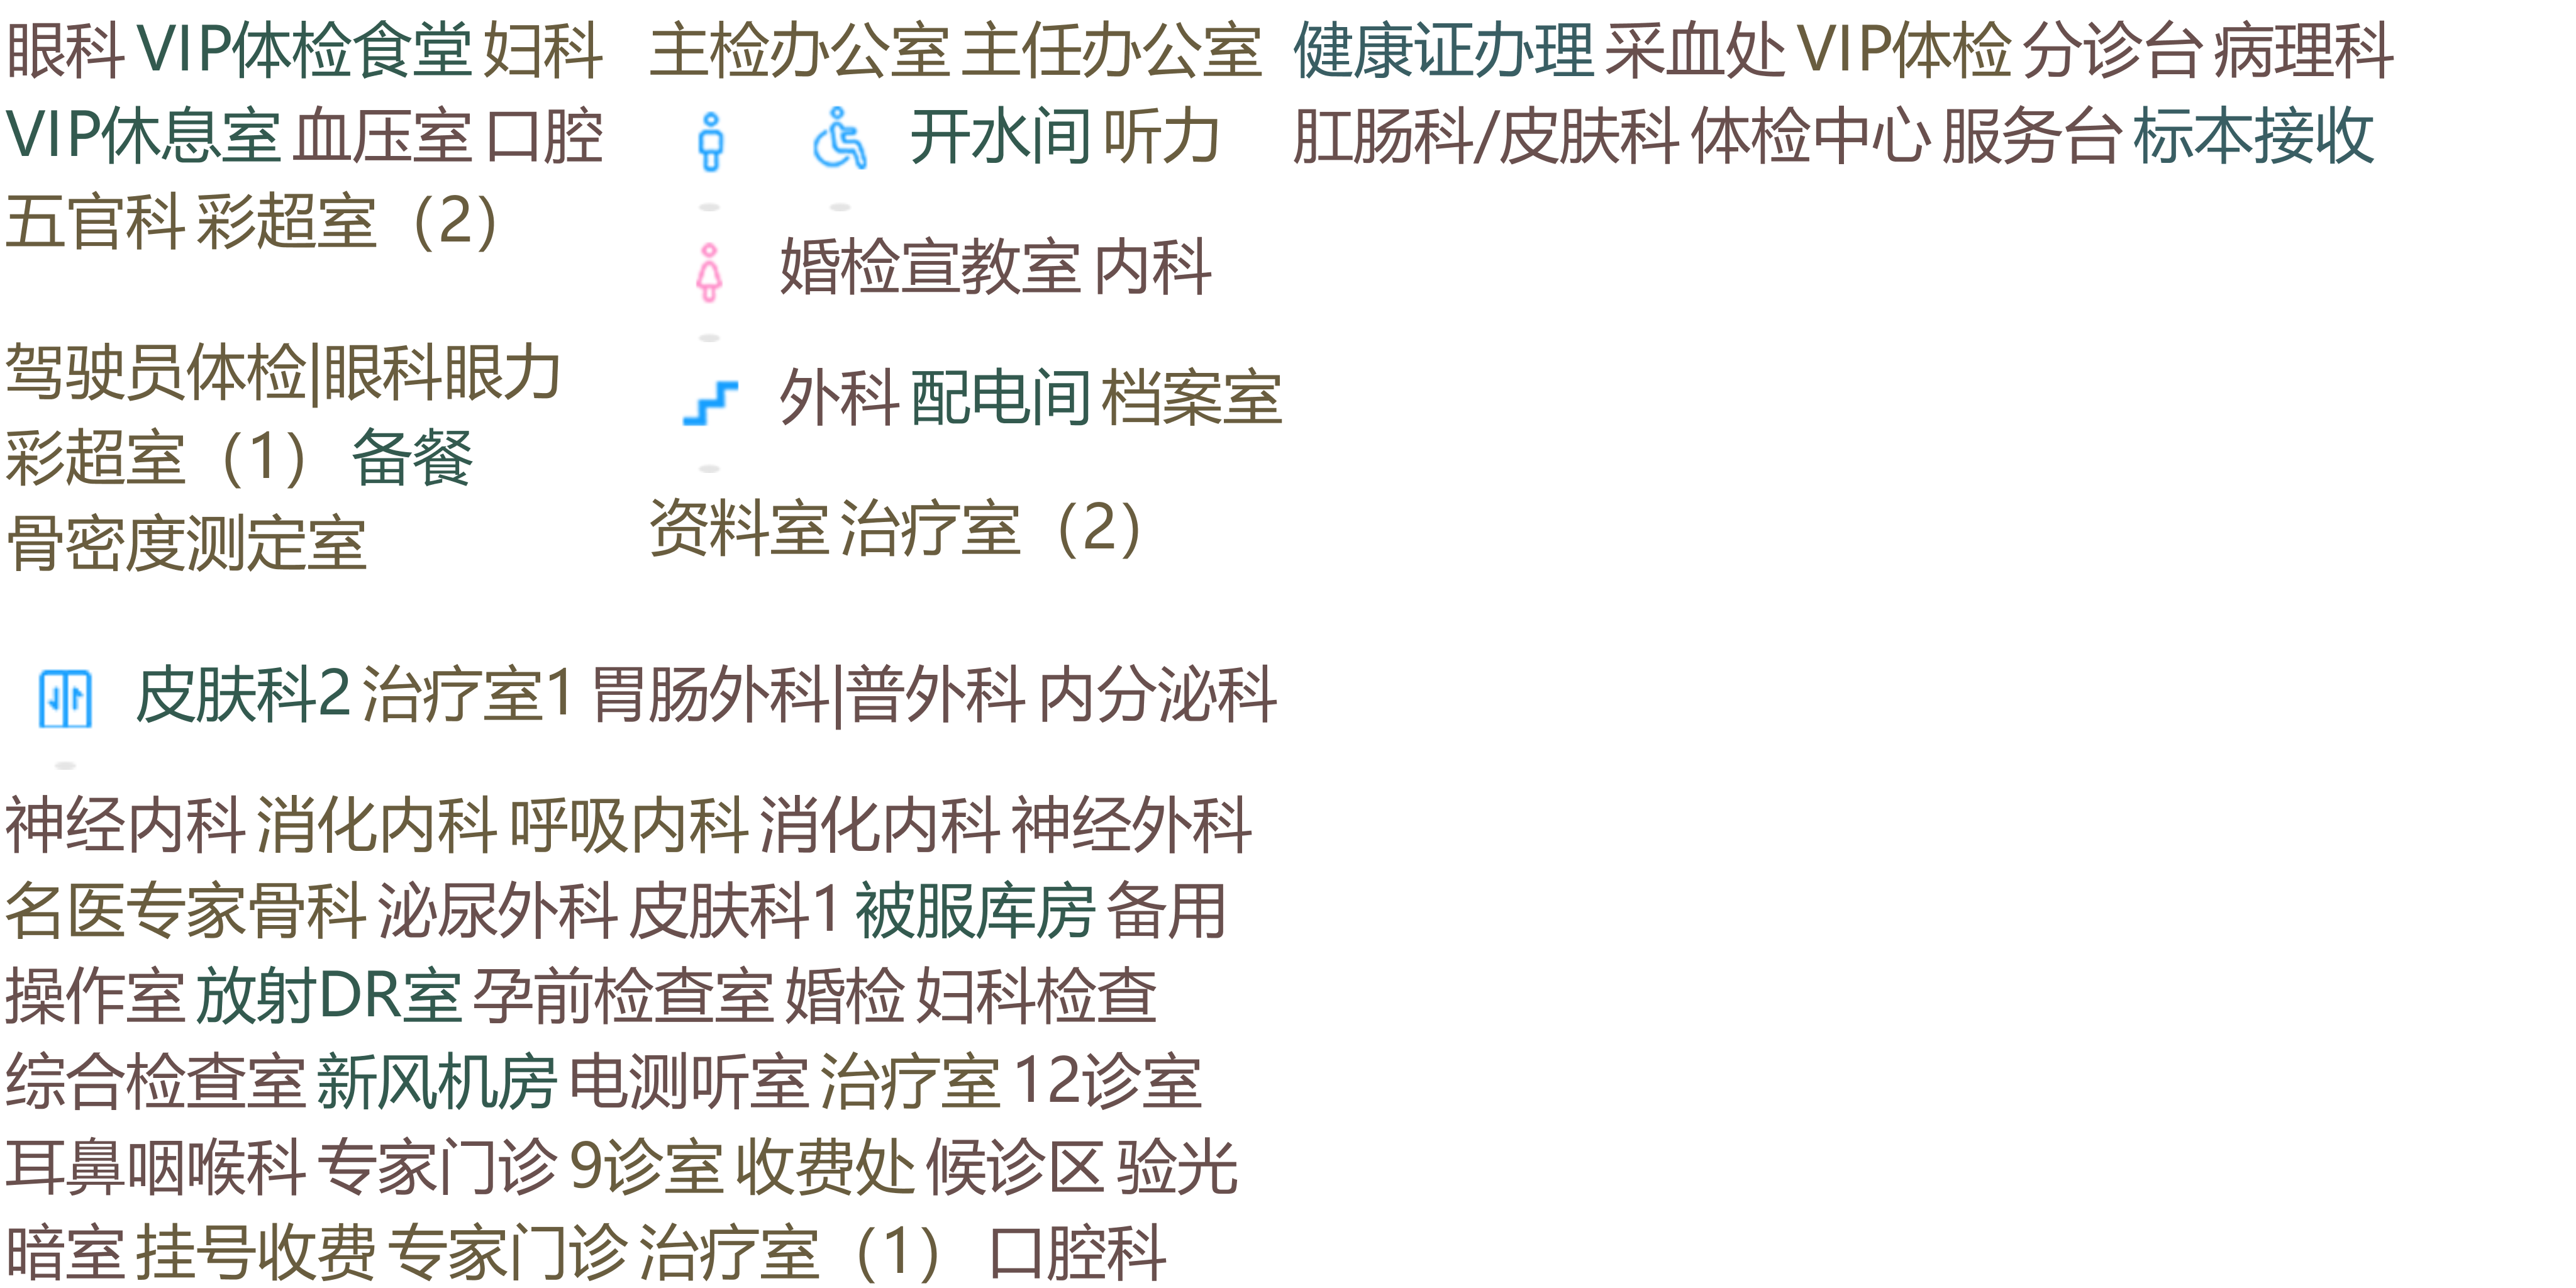 眼科 VIP体检食堂 妇科
VIP休息室 血压室 口腔
五官科 彩超室（2）
驾驶员体检|眼科眼力
彩超室（1） 备餐
骨密度测定室
主检办公室 主任办公室
开水间 听力
婚检宣教室 内科
外科 配电间 档案室
资料室 治疗室（2）
健康证办理 采血处 VIP体检 分诊台 病理科
肛肠科/皮肤科 体检中心 服务台 标本接收
皮肤科2 治疗室1 胃肠外科|普外科 内分泌科
神经内科 消化内科 呼吸内科 消化内科 神经外科
名医专家骨科 泌尿外科 皮肤科1 被服库房 备用
操作室 放射DR室 孕前检查室 婚检 妇科检查
综合检查室 新风机房 电测听室 治疗室 12诊室
耳鼻咽喉科 专家门诊 9诊室 收费处 候诊区 验光
暗室 挂号收费 专家门诊 治疗室（1） 口腔科